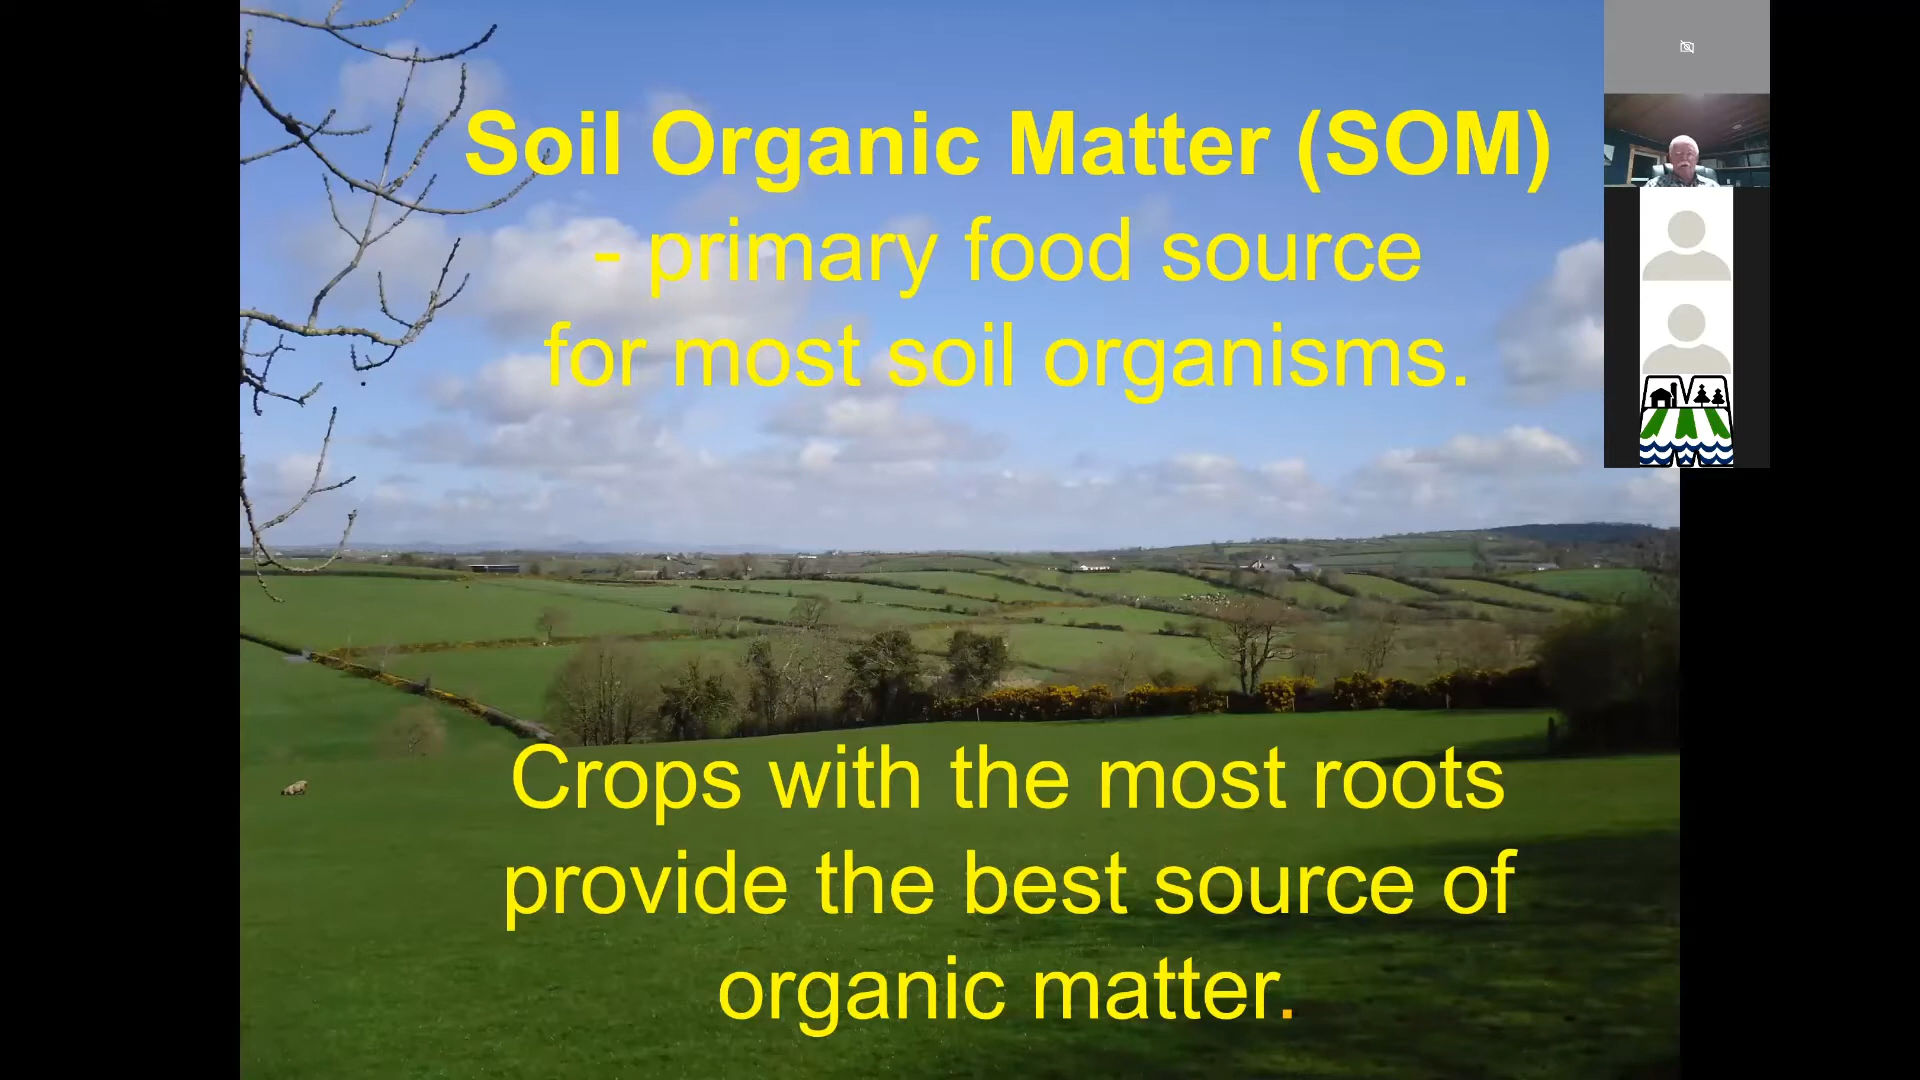 Soil Organic Matter (SOM)
- primary food source
for most soil organisms.
Crops with the most roots
provide the best source of
organic matter.